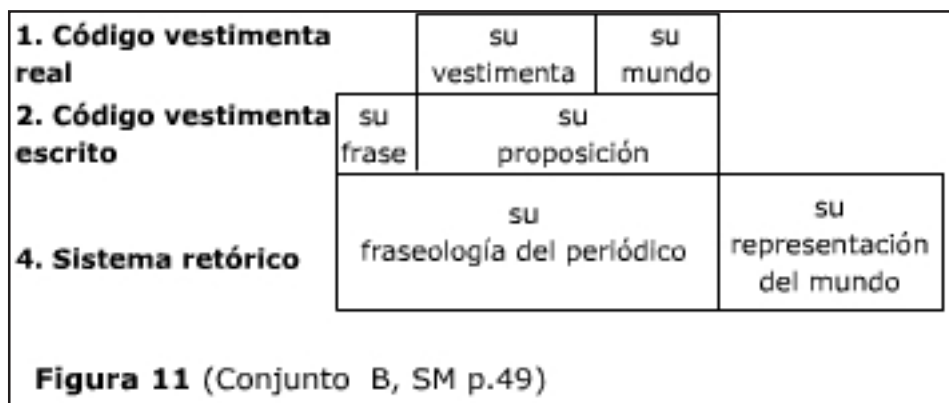 1. Código vestimenta
real
su
vestimenta
su
mundo
2. Código vestimenta
escrito
su
frase
su
proposición
4. Sistema retórico
su
fraseología del periódico
su
representación
del mundo
Figura 11 (Conjunto B, SM p.49)